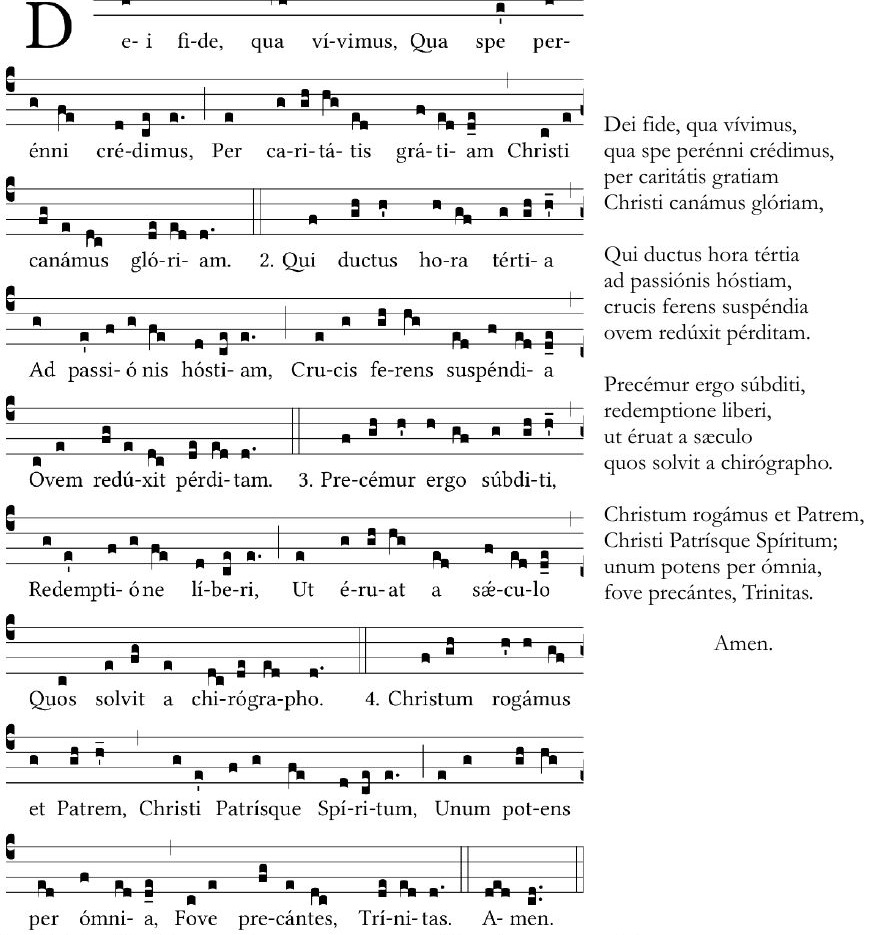 De- i fi-de, qua ví-vimus, Qua spe per-
énni cré-dimus, Per ca-ri-tá- tis grá-ti- am Christi
canámus gló-ri- am. 2. Qui ductus ho-ra térti- a
Ad passi- ó nis hósti- am, Cru-cis fe-rens suspéndi- a
Ovem redú-xit pérdi- tam. 3. Pre-cémur ergo súbdi- ti,
Redempti- óne lí-be-ri, Ut é-ru- at a sǽ-cu-lo
Quos solvit a chi-rógra-pho. 4. Christum rogámus
et Patrem, Christi Patrísque Spí-ri-tum, Unum pot-ens
per ómni- a, Fove pre-cántes, Trí-ni-tas. A- men.
Dei fide, qua vívimus,
qua spe perénni crédimus,
per caritátis gratiam
Christi canámus glóriam,
Qui ductus hora tértia
ad passiónis hóstiam,
crucis ferens suspéndia
ovem redúxit pérditam.
Precémur ergo súbditi,
redemptione liberi,
ut éruat a sæculo
quos solvit a chirógrapho.
Christum rogámus et Patrem,
Christi Patrísque Spíritum;
unum potens per ómnia,
fove precántes, Trinitas.
Amen.